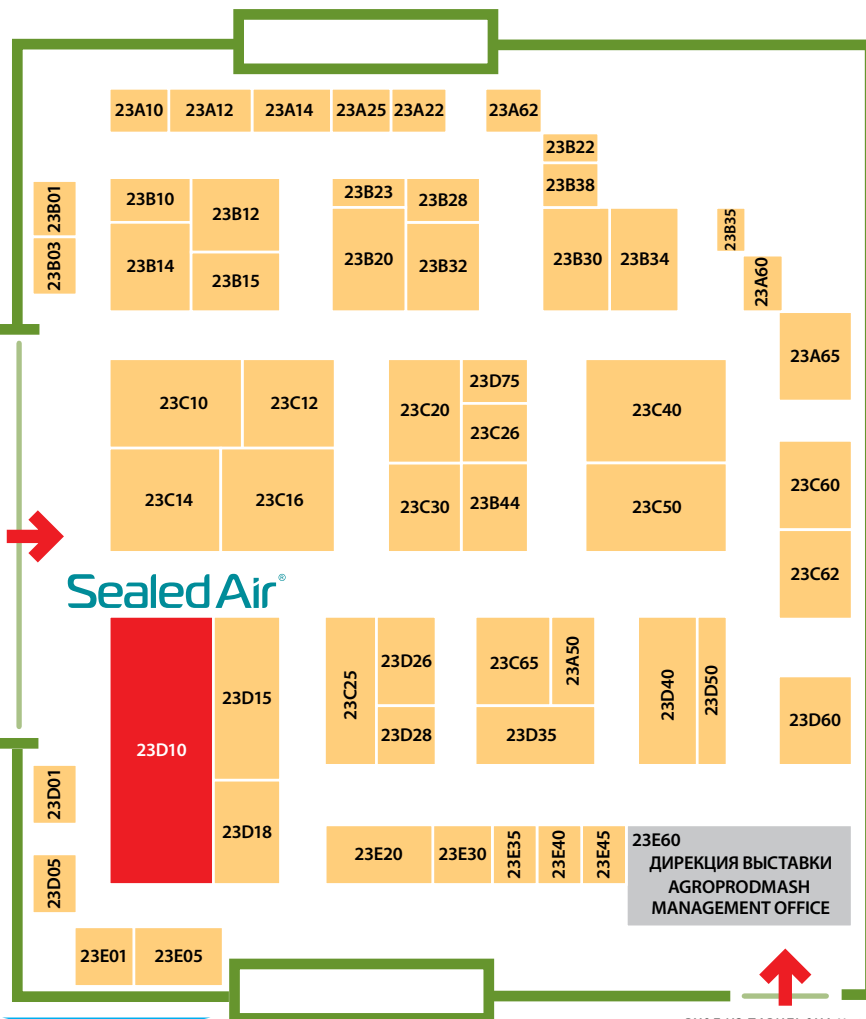 23A10 23A12 23A14 23A25 23A22 23A62
23B22
23B38
23B01
23B03
23B10
23B12
23B14
23B15
23B23
23B28
23B20
23B32
23B30
23B34
23B35
23A60
23A65
23C10
23C12
23C14
23C16
23C20
23D75
23C26
23C30
23B44
23C40
23C50
23C60
23C62
Sealed Air®
23D10
23D15
23D18
23C25
23D26
23D28
23C65
23A50
23D35
23D40
23D50
23D60
23D01
23D05
23E20
23E30
23E35
23E40
23E45
23E60
ДИРЕКЦИЯ ВЫСТАВКИ
AGROPRODMASH
MANAGEMENT OFFICE
23E01
23E05